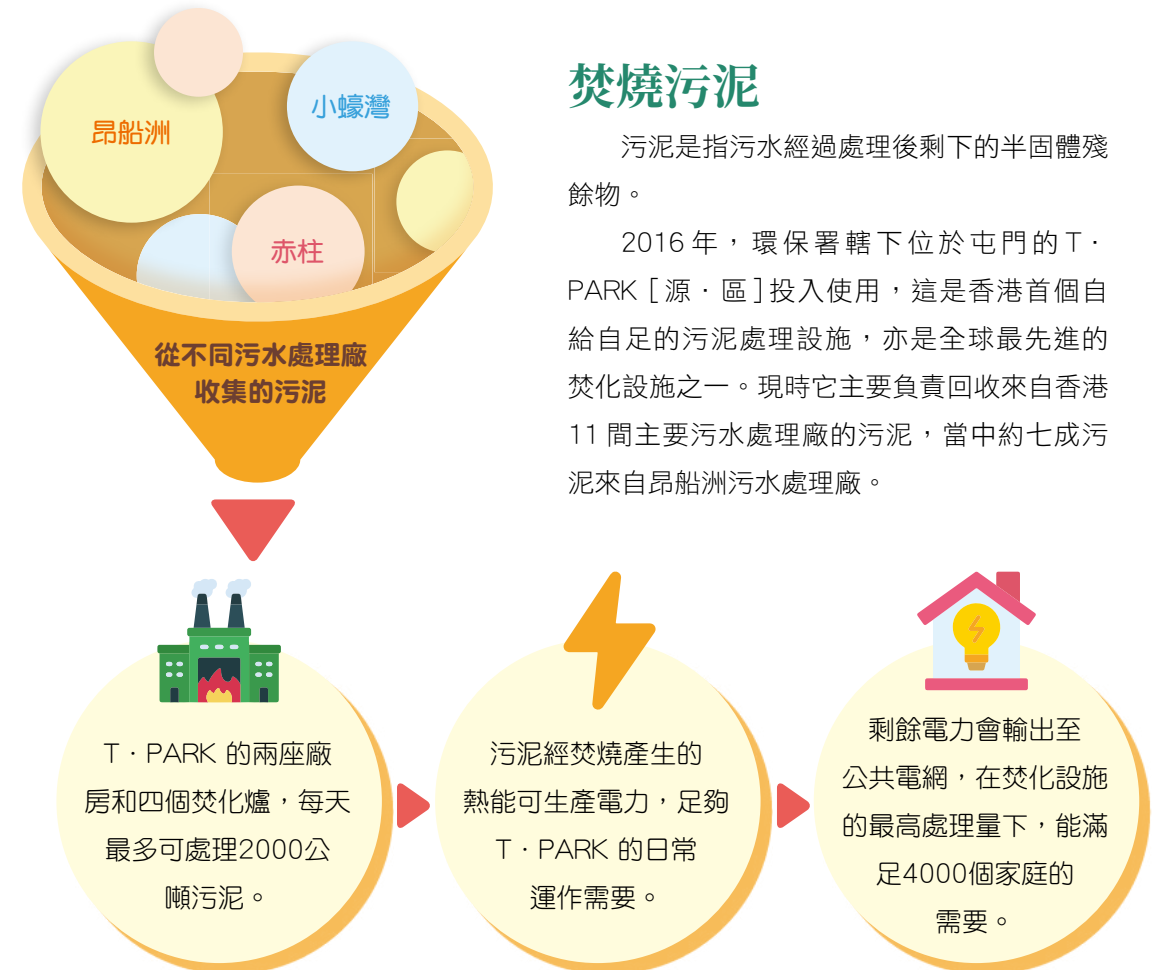 焚燒污泥
污泥是指污水經過處理後剩下的半固體殘
餘物。
2016年，環保署轄下位於屯門的T·
PARK［源·區］投入使用，這是香港首個自
給自足的污泥處理設施，亦是全球最先進的
焚化設施之一。現時它主要負責回收來自香港
11間主要污水處理廠的污泥，當中約七成污
泥來自昂船洲污水處理廠。
昂船洲
小蠔灣
赤柱
從不同污水處理廠
收集的污泥
T·PARK 的兩座廠
房和四個焚化爐，每天
最多可處理2000公
噸污泥。
污泥經焚燒產生的
熱能可生產電力，足夠
T·PARK 的日常
運作需要。
剩餘電力會輸出至
公共電網，在焚化設施
的最高處理量下，能滿
足4000個家庭的
需要。